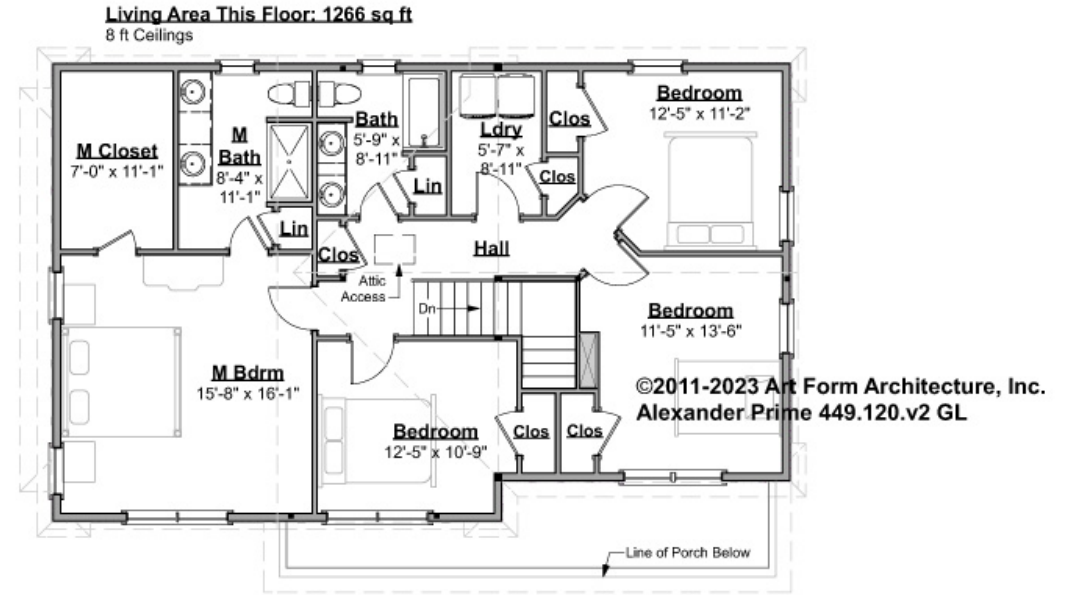 Living Area This Floor: 1266 sq ft
8 ft Ceilings
M Closet
7'-0" x 11'-1"
M
Bath
8'-4" x
11'-1"
Bath
5'-9" x
8'-11"
Ldry
5'-7" x
8'-11"
Clos
Bedroom
12'-5" x 11'-2"
Clos
Lin
Lin
Clos
Hall
Attic
Access
Dn
Bedroom
11'-5" x 13'-6"
M Bdrm
15'-8" x 16'-1"
©2011-2023 Art Form Architecture, Inc.
Alexander Prime 449.120.v2 GL
Bedroom
12'-5" x 10'-9"
Clos
Clos
Line of Porch Below